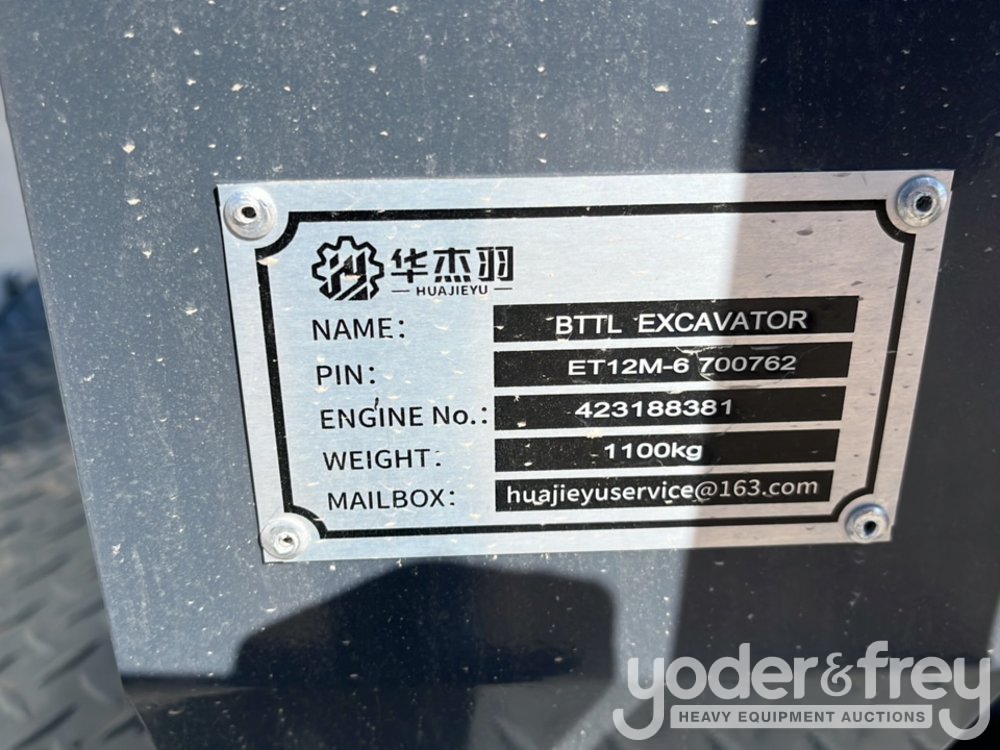 华杰羽
HUAJIEYU
NAME: BTTL EXCAVATOR
PIN: ET12M-6 700762
ENGINE No.: 423188381
WEIGHT: 1100kg
MAILBOX: huajieyuservice@163.com
yoder&frey
HEAVY EQUIPMENT AUCTIONS